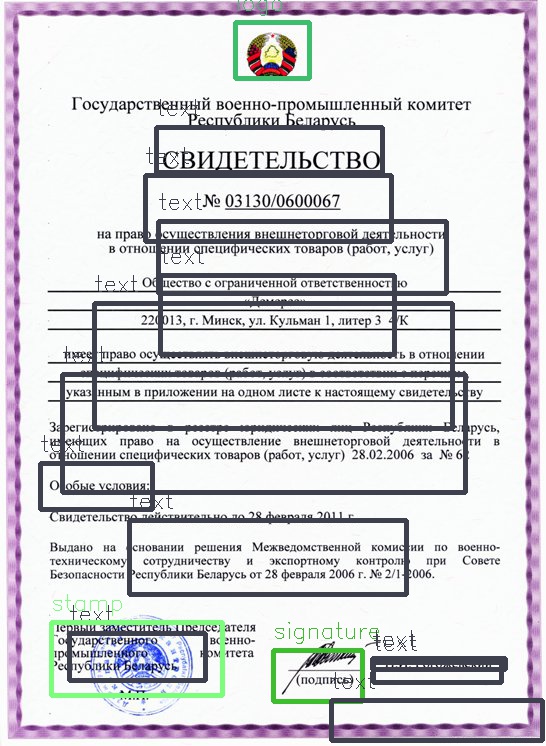 logo
Государственный военно-промышленный комитет
text
Республики Беларусь
text
СВИДЕТЕЛЬСТВО
text
№ 03130/0600067
на право осуществления внешнеторговой деятельности
в отношении специфических товаров (работ, услуг)
text
text
Общество с ограниченной ответственностью
220013, г. Минск, ул. Кульман 1, литер 3 4/К
text
имеет право осуществлять внешнеторговую деятельность в отношении
специфических товаров (работ, услуг) в соответствии с перечнем
указанным в приложении на одном листе к настоящему свидетельству
Зарегистрировано в реестре юридических лиц Республики Беларусь,
text
имеющих право на осуществление внешнеторговой деятельности в
отношении специфических товаров (работ, услуг) 28.02.2006 за № 62
Особые условия:
text
Свидетельство действительно до 28 февраля 2011 г.
Выдано на основании решения Межведомственной комиссии по военно-
техническому сотрудничеству и экспортному контролю при Совете
Безопасности Республики Беларусь от 28 февраля 2006 г. № 2/1-2006.
stamp
text
Первый заместитель Председателя
Государственного военно-
промышленного комитета
Республики Беларусь
signature
text
(подпись)
text
М.П.